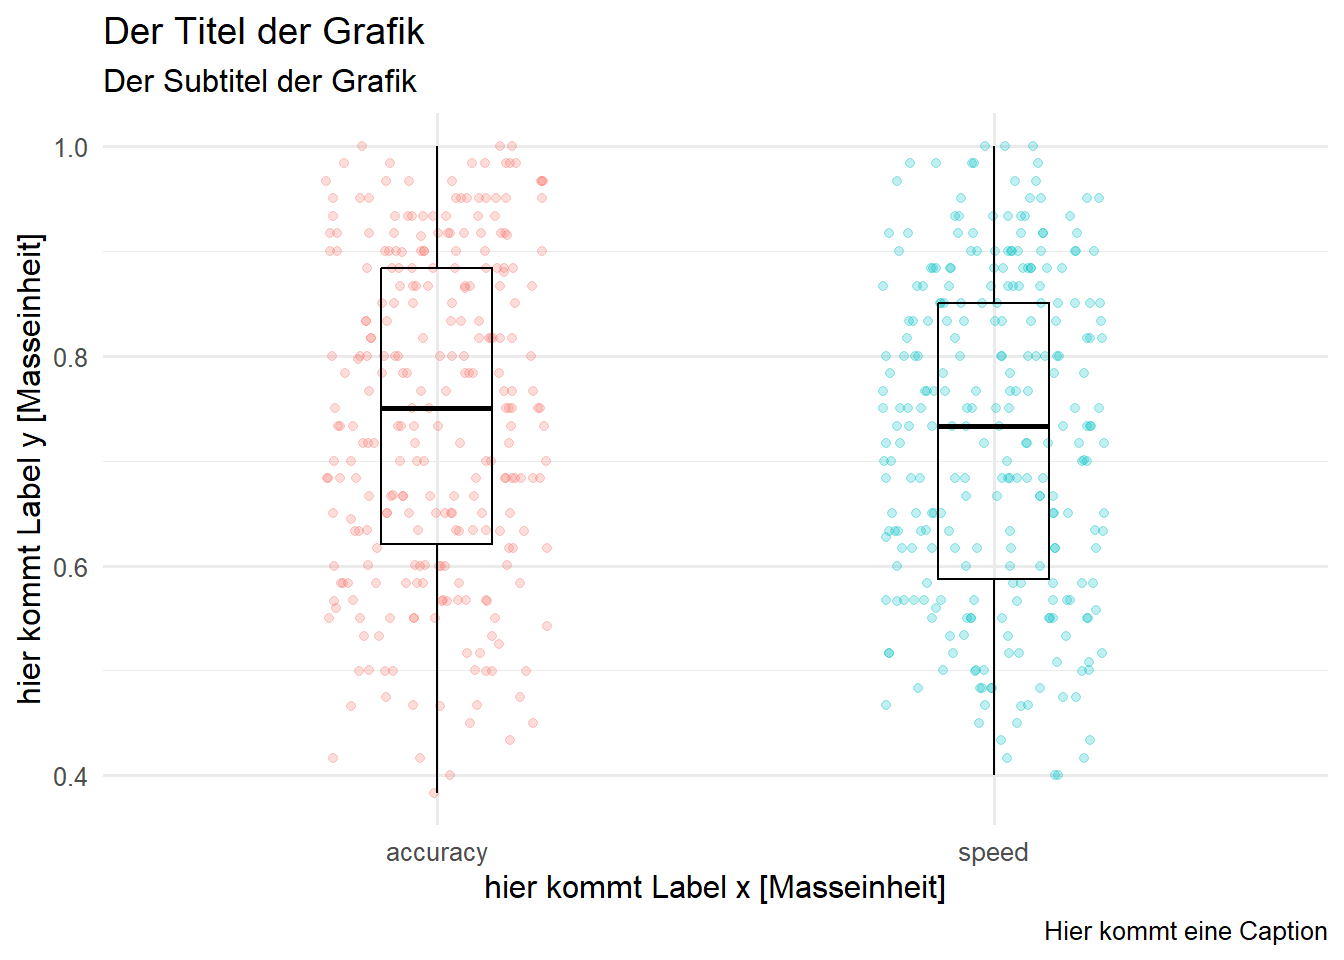 Der Titel der Grafik
Der Subtitel der Grafik
hier kommt Label y [Masseinheit]
1.0
0.8
0.6
0.4
accuracy speed
hier kommt Label x [Masseinheit]
Hier kommt eine Caption